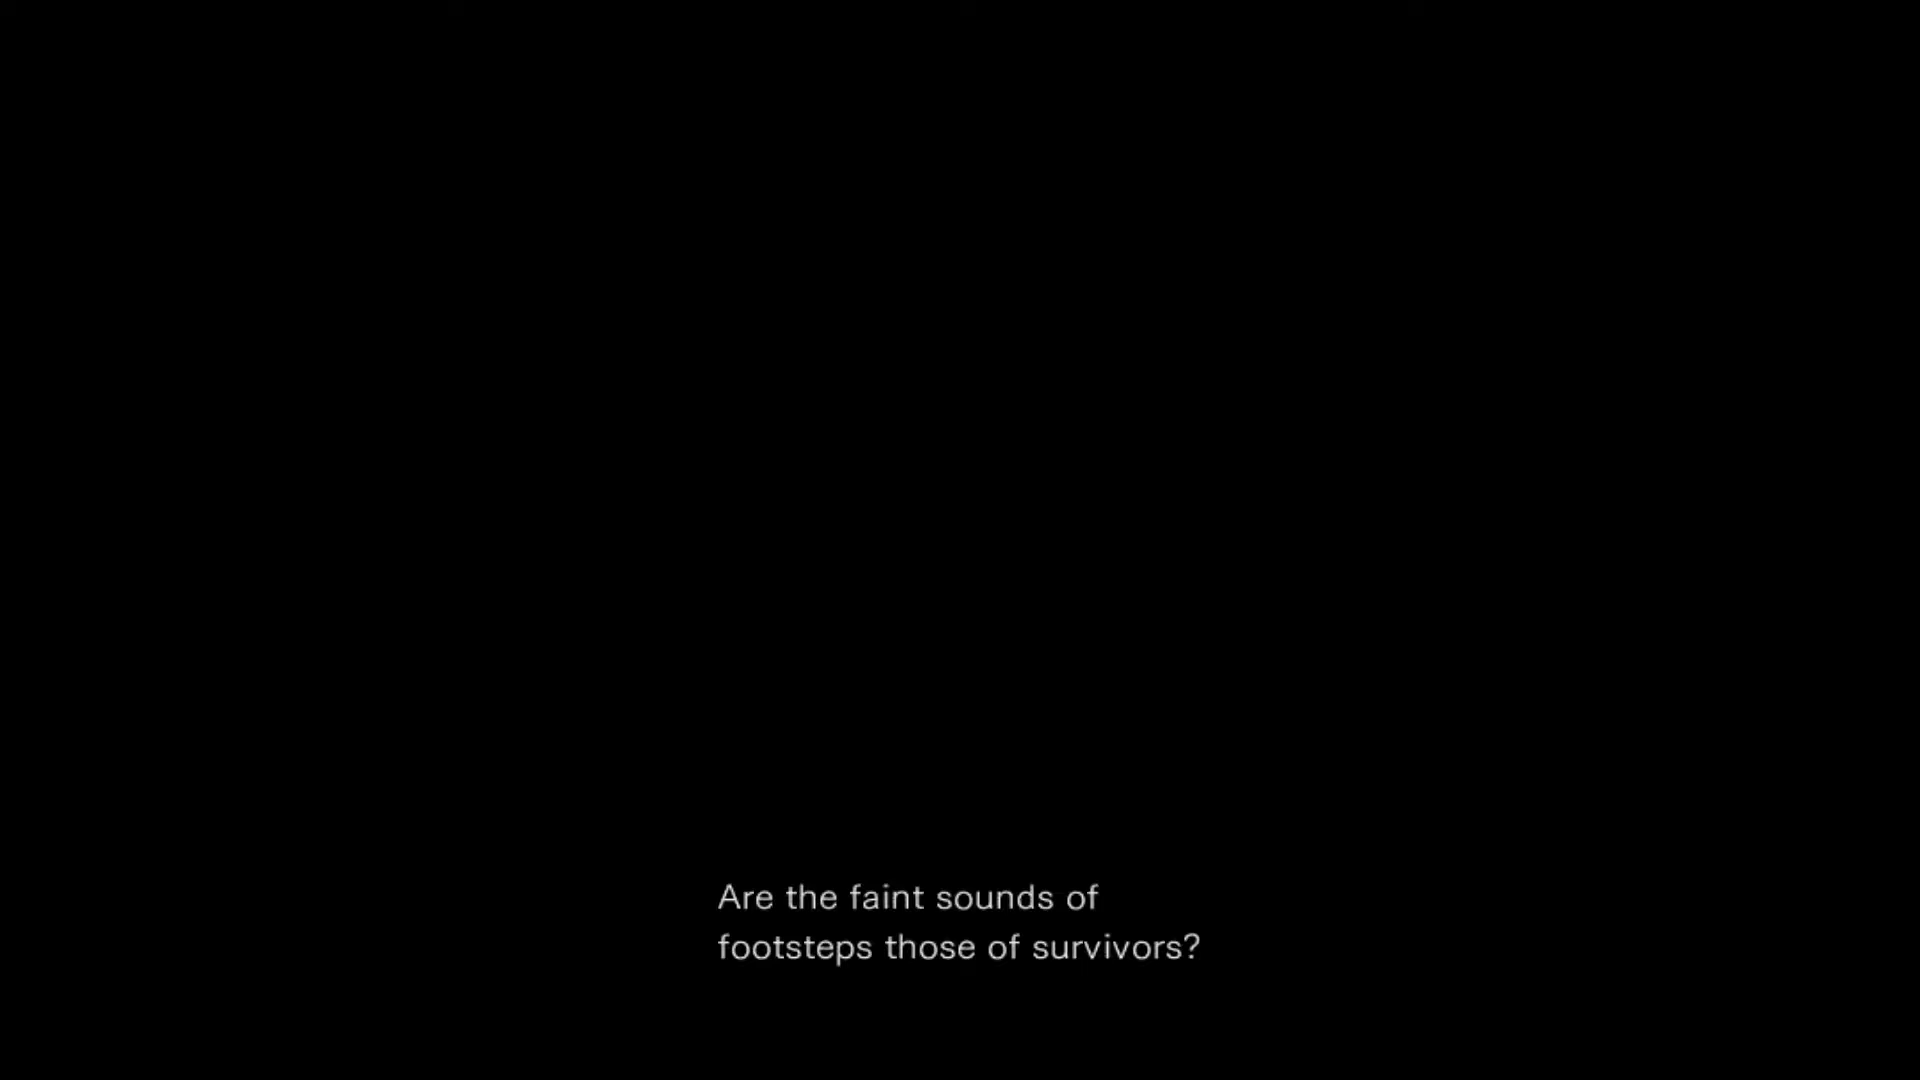 Are the faint sounds of
footsteps those of survivors?